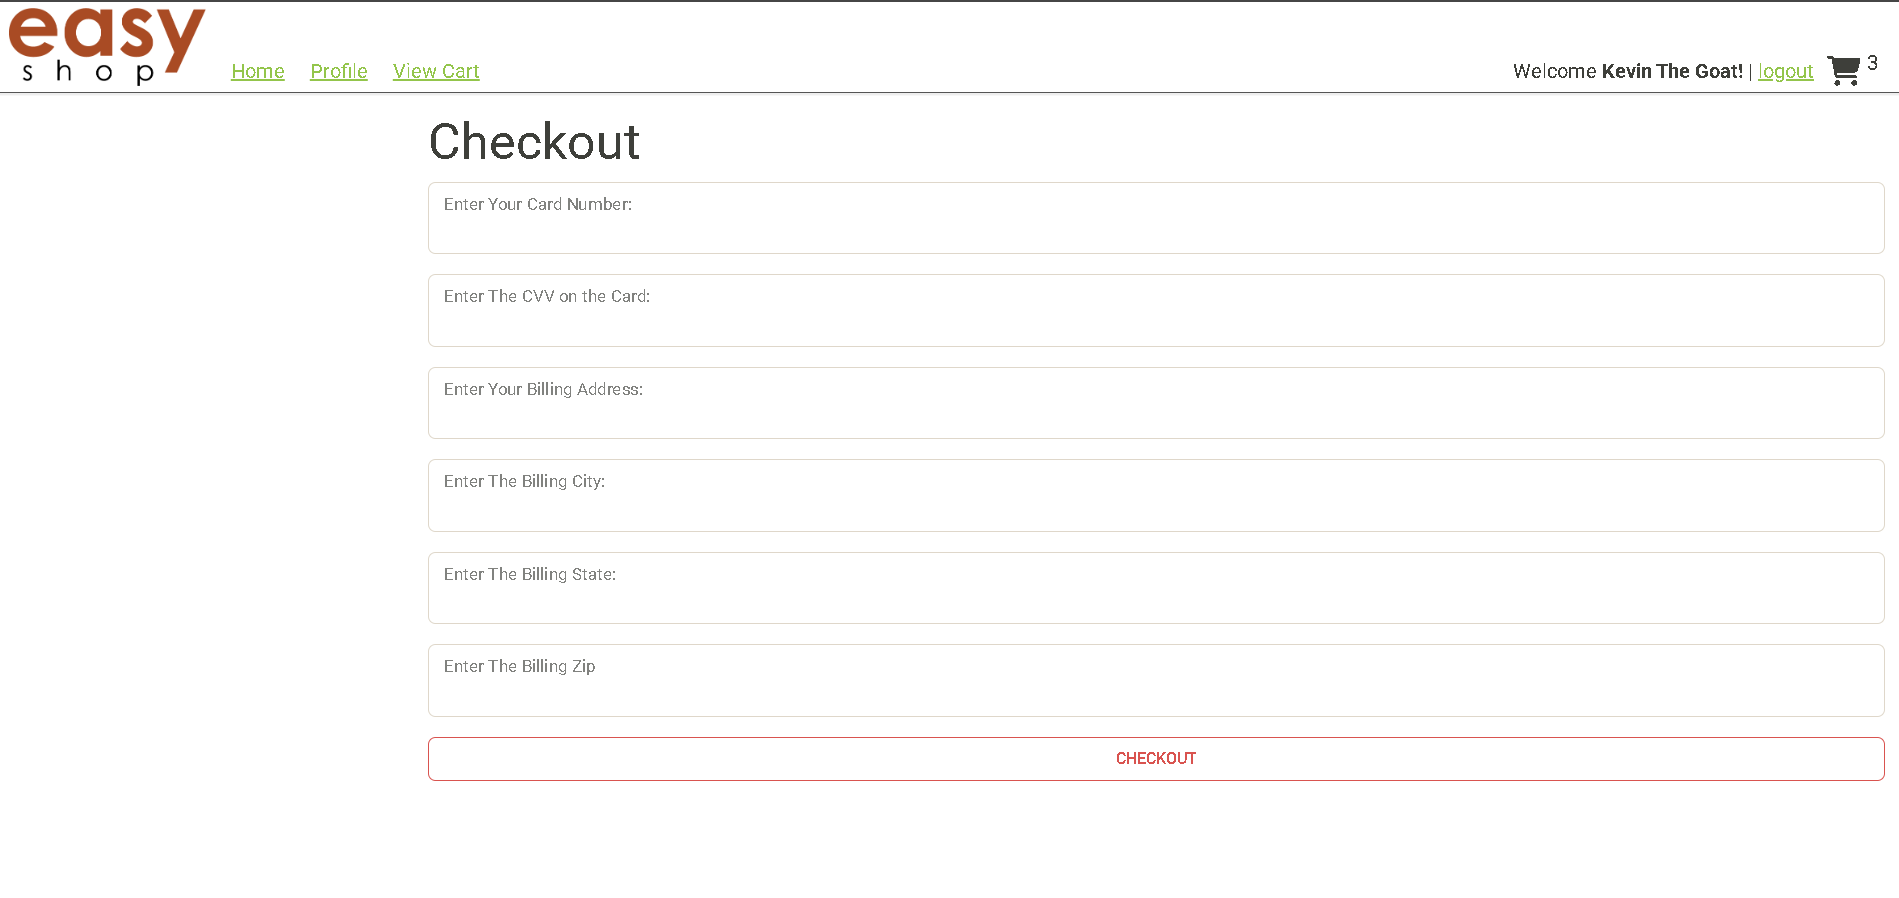 easy
shop
Home Profile View Cart Welcome Kevin The Goat! | logout 3
Checkout
Enter Your Card Number:
Enter The CVV on the Card:
Enter Your Billing Address:
Enter The Billing City:
Enter The Billing State:
Enter The Billing Zip
CHECKOUT